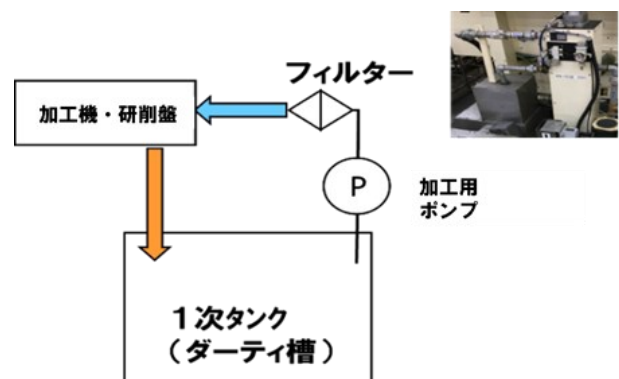 フィルター
加工機・研削盤
P
加工用
ポンプ
１次タンク
（ダーティ槽）